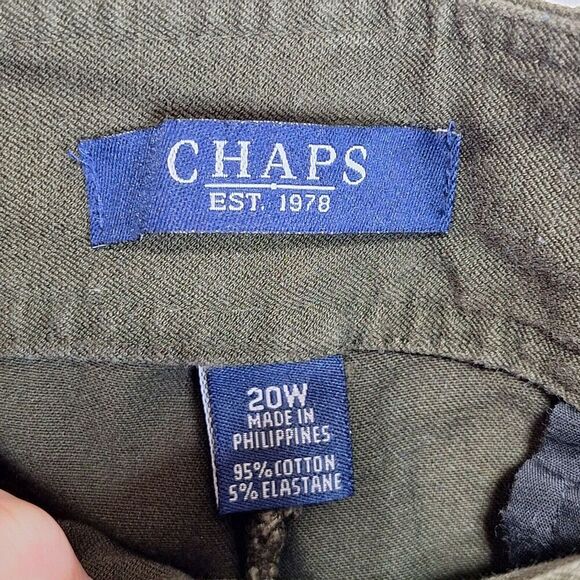 CHAPS
EST. 1978
20W
MADE IN
PHILIPPINES
95% COTTON
5% ELASTANE